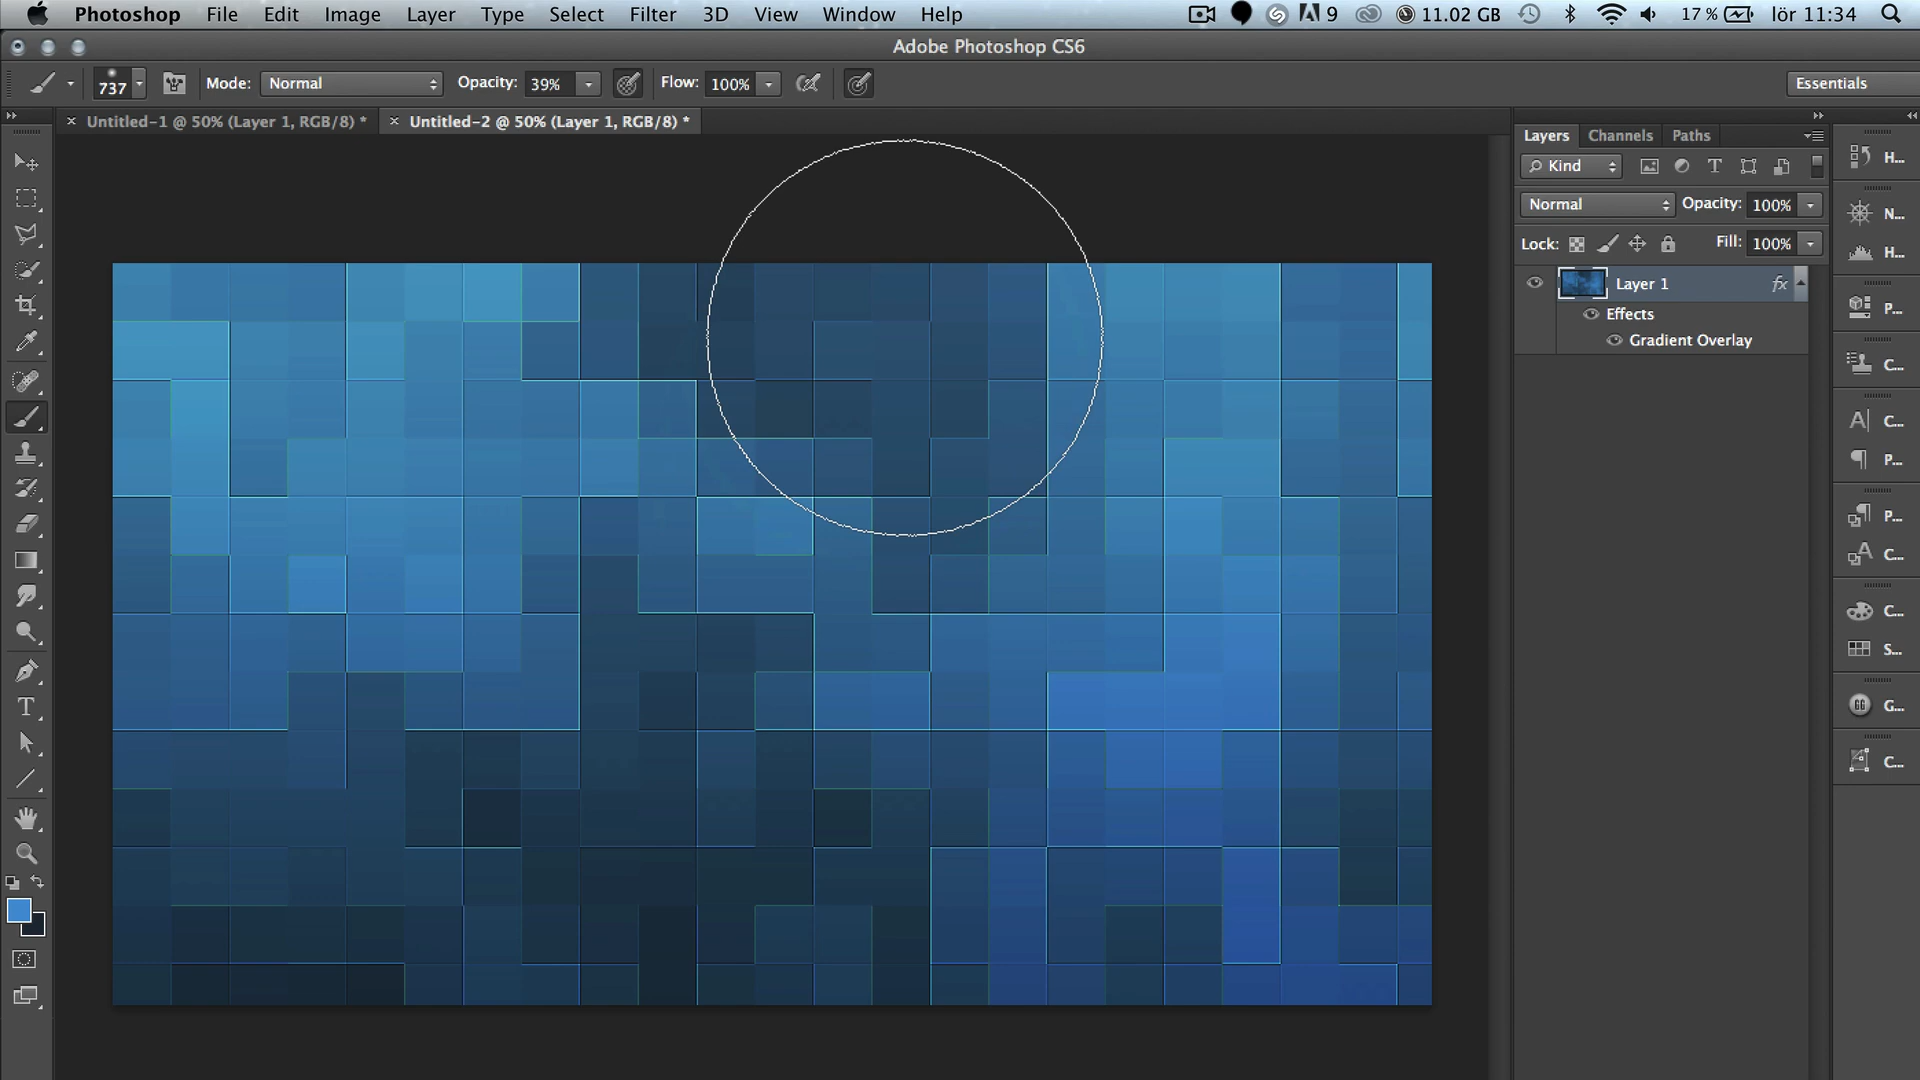 Photoshop File Edit Image Layer Type Select Filter 3D View Window Help 9 11.02 GB 17 % lör 11:34
Adobe Photoshop CS6
737 Mode: Normal Opacity: 39% Flow: 100% Essentials
× Untitled-1 @ 50% (Layer 1, RGB/8) * × Untitled-2 @ 50% (Layer 1, RGB/8) *
Layers Channels Paths
Kind
Normal Opacity: 100%
Lock: Fill: 100%
Layer 1 fx
Effects
Gradient Overlay
H...
N...
H...
P...
C...
C...
P...
P...
C...
C...
S...
G...
C...